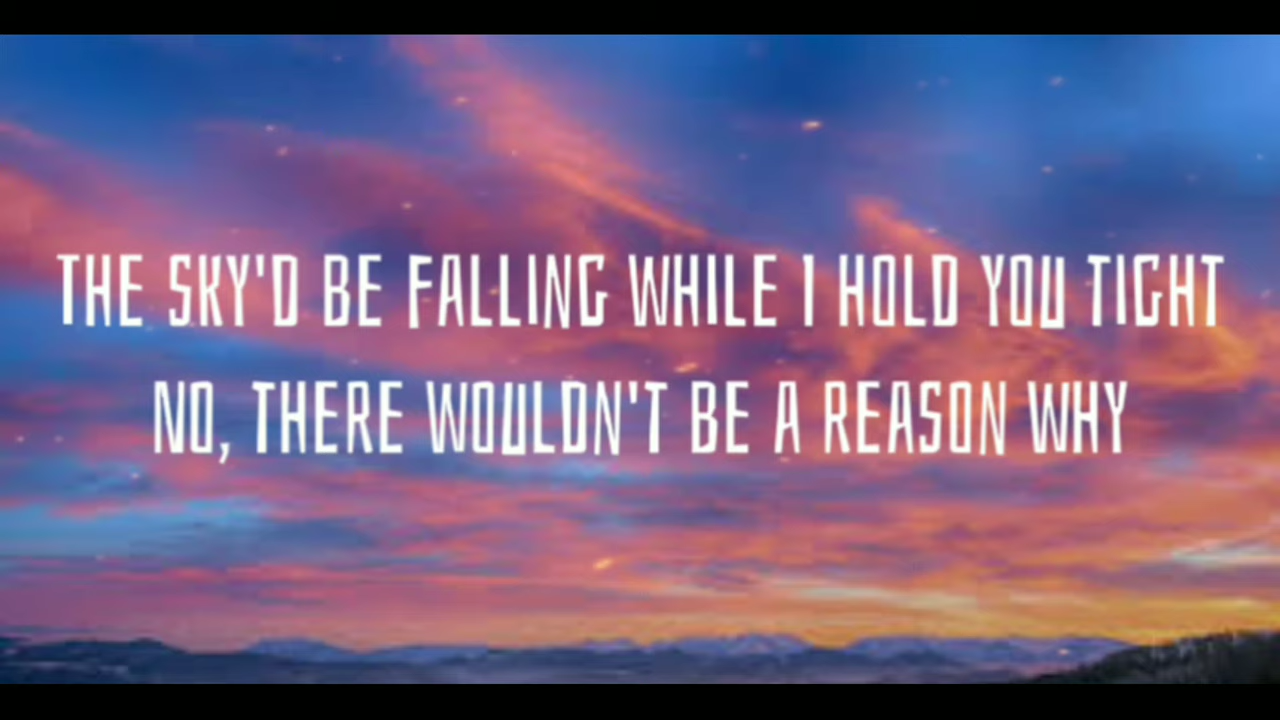 THE SKY'D BE FALLING WHILE I HOLD YOU TIGHT
NO, THERE WOULDN'T BE A REASON WHY